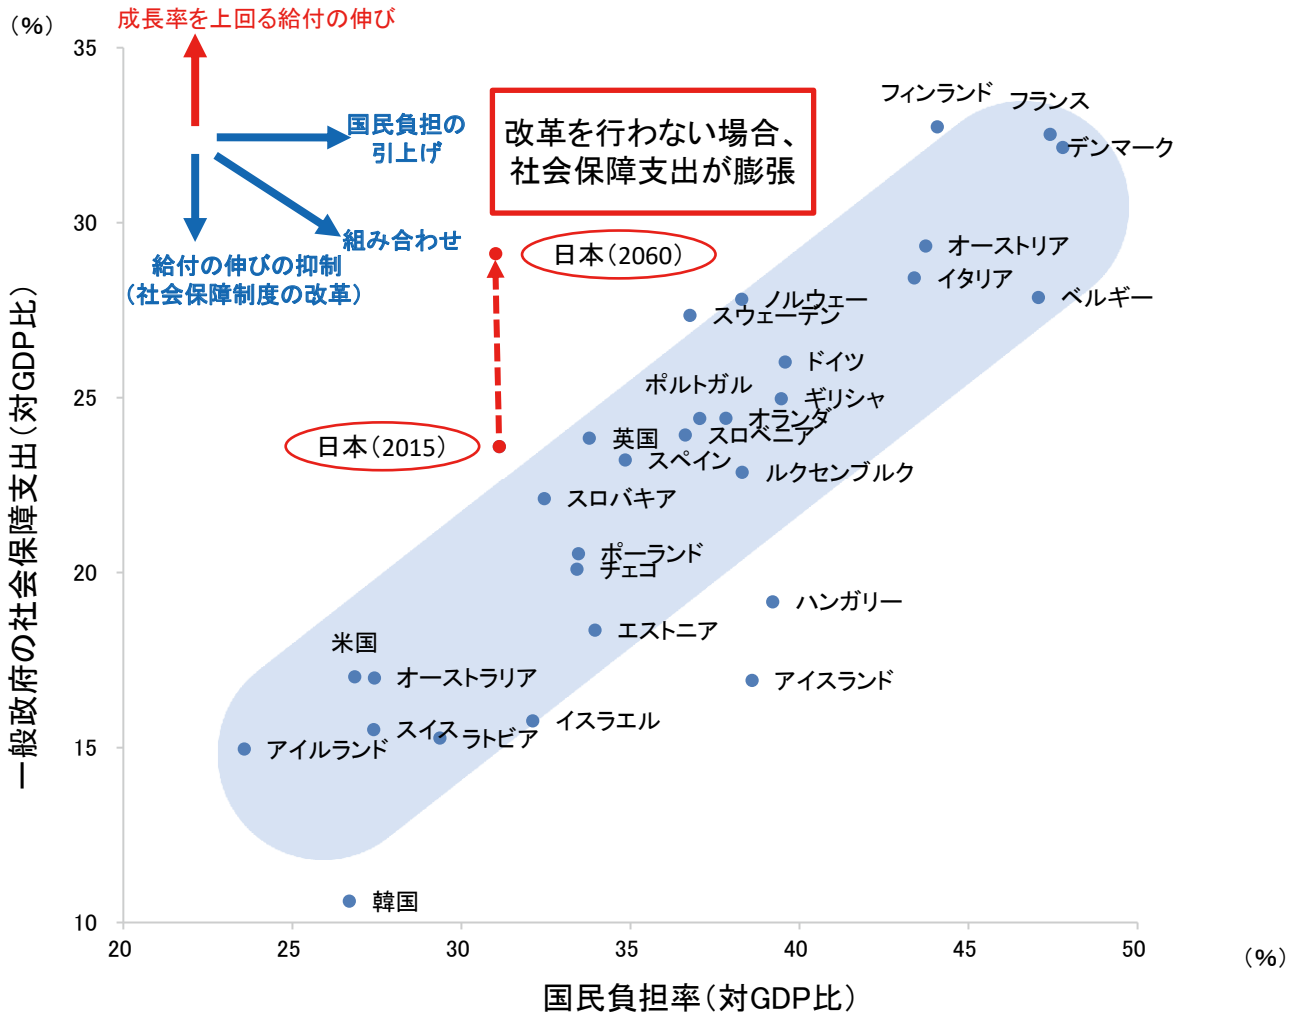 (%)
成長率を上回る給付の伸び
35
国民負担の
引上げ
組み合わせ
給付の伸びの抑制
(社会保障制度の改革)
改革を行わない場合、
社会保障支出が膨張
フィンランド
フランス
デンマーク
30
日本(2060)
オーストリア
イタリア
ベルギー
ノルウェー
スウェーデン
ドイツ
ポルトガル
ギリシャ
25
オランダ
日本(2015)
英国
スロベニア
スペイン
ルクセンブルク
スロバキア
ポーランド
チェコ
20
ハンガリー
エストニア
米国
オーストラリア
アイスランド
イスラエル
スイス
ラトビア
アイルランド
15
韓国
10
一般政府の社会保障支出(対GDP比)
20
25
30
35
40
45
50
(%)
国民負担率(対GDP比)